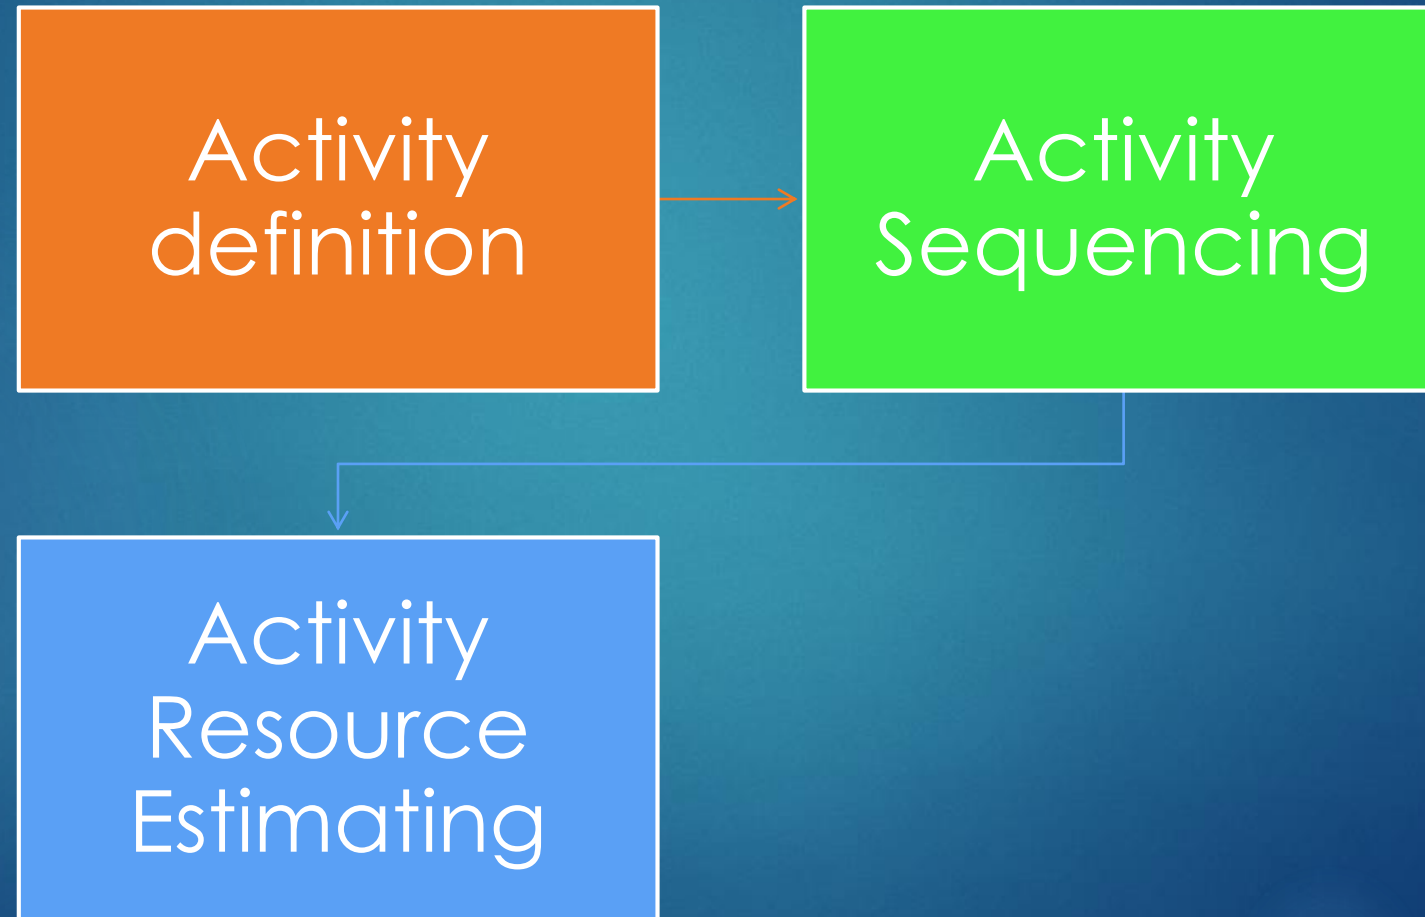 Activity
definition
Activity
Sequencing
Activity
Resource
Estimating